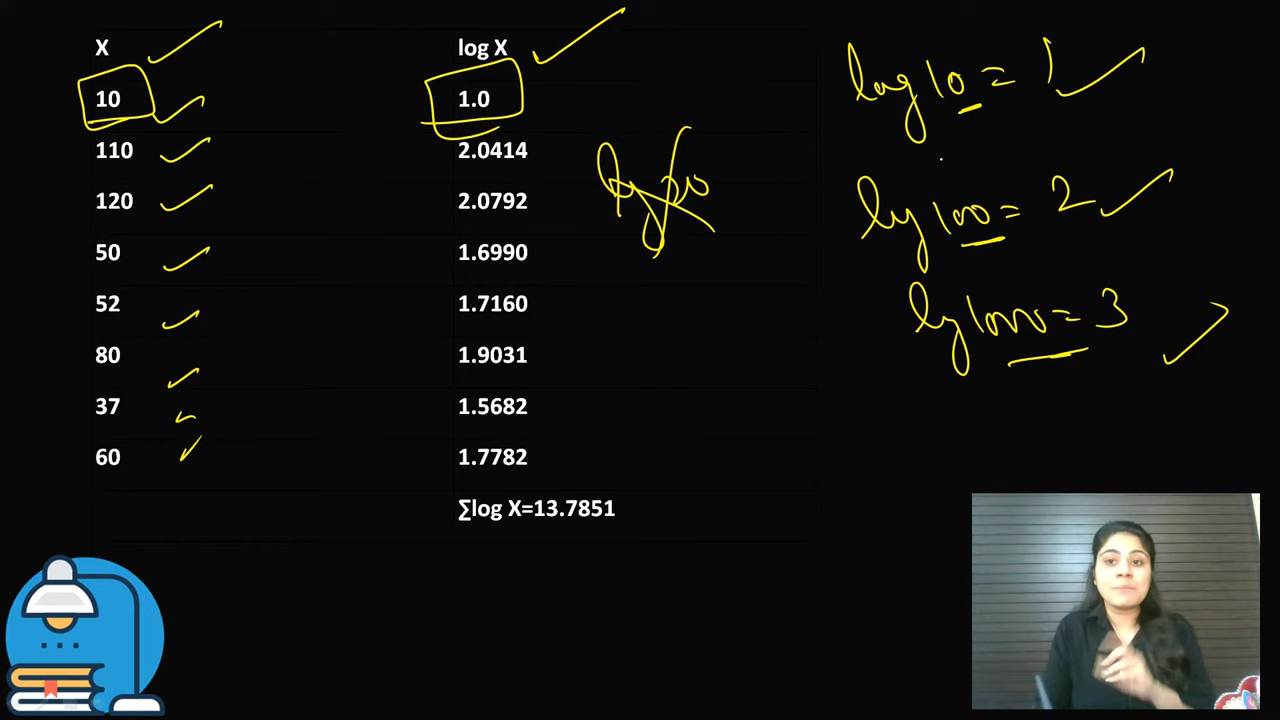 X log X
10 1.0
110 2.0414
120 2.0792
50 1.6990
52 1.7160
80 1.9031
37 1.5682
60 1.7782
∑log X=13.7851
log 10 = 1
log 100 = 2
log 1000 = 3